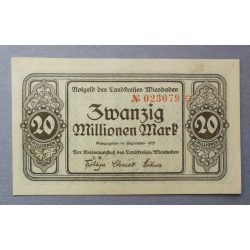 Notgeld des Landkreises Wiesbaden
№ 023079
Zwanzig
20 Millionen Mark 20
Ausgegeben im September 1923
Der Kreisausschuß des Landkreises Wiesbaden